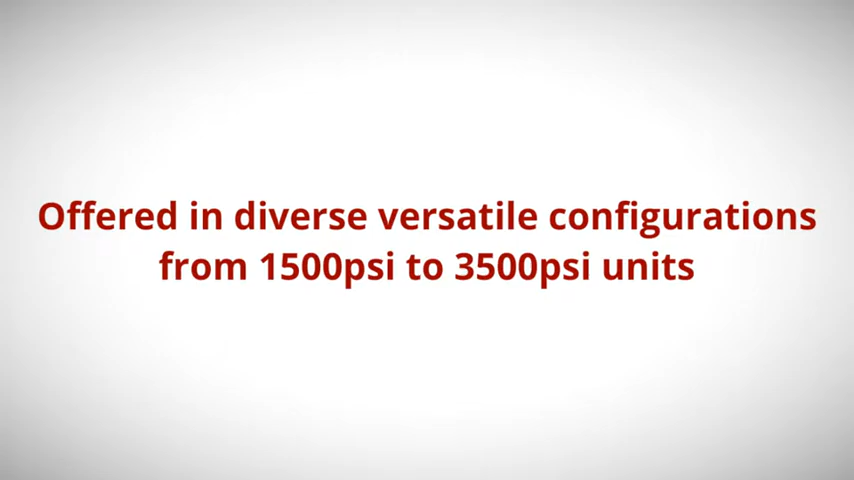 Offered in diverse versatile configurations
from 1500psi to 3500psi units